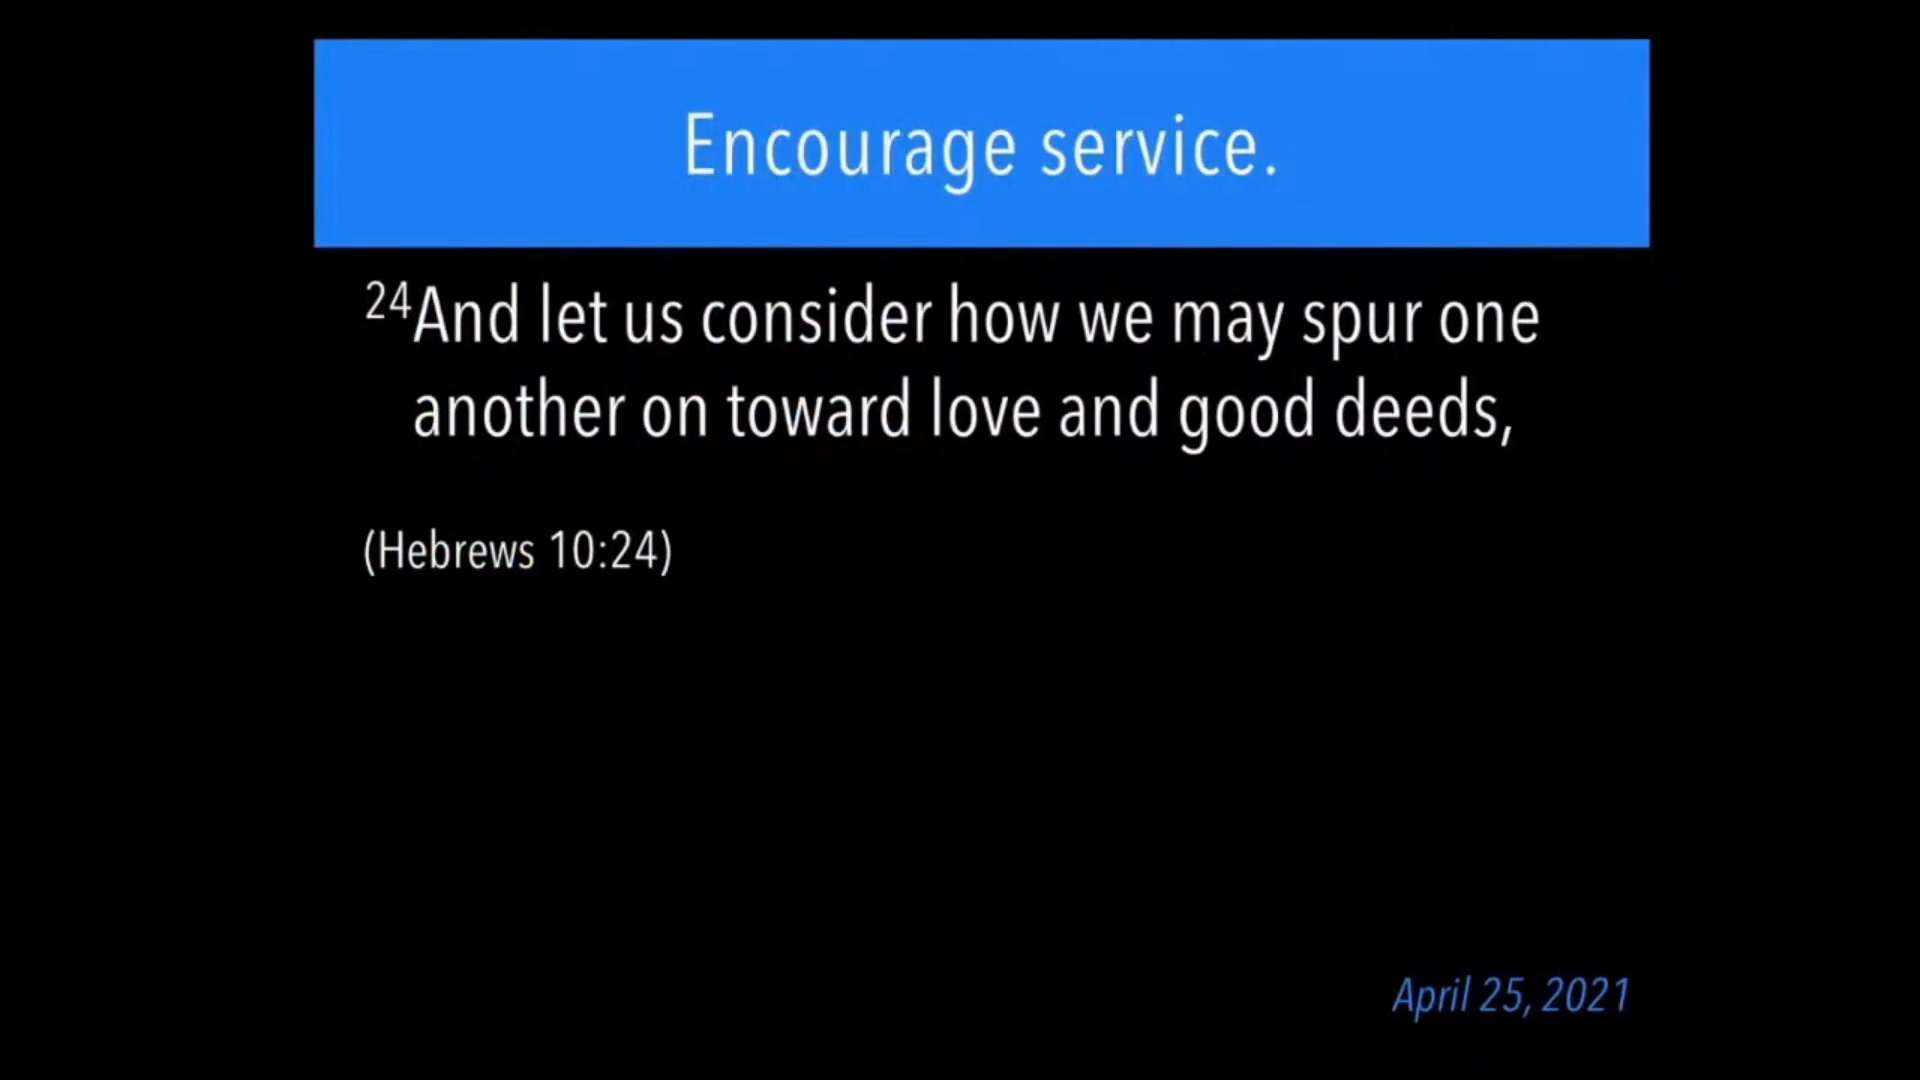 Encourage service.
24And let us consider how we may spur one
another on toward love and good deeds,
(Hebrews 10:24)
April 25, 2021